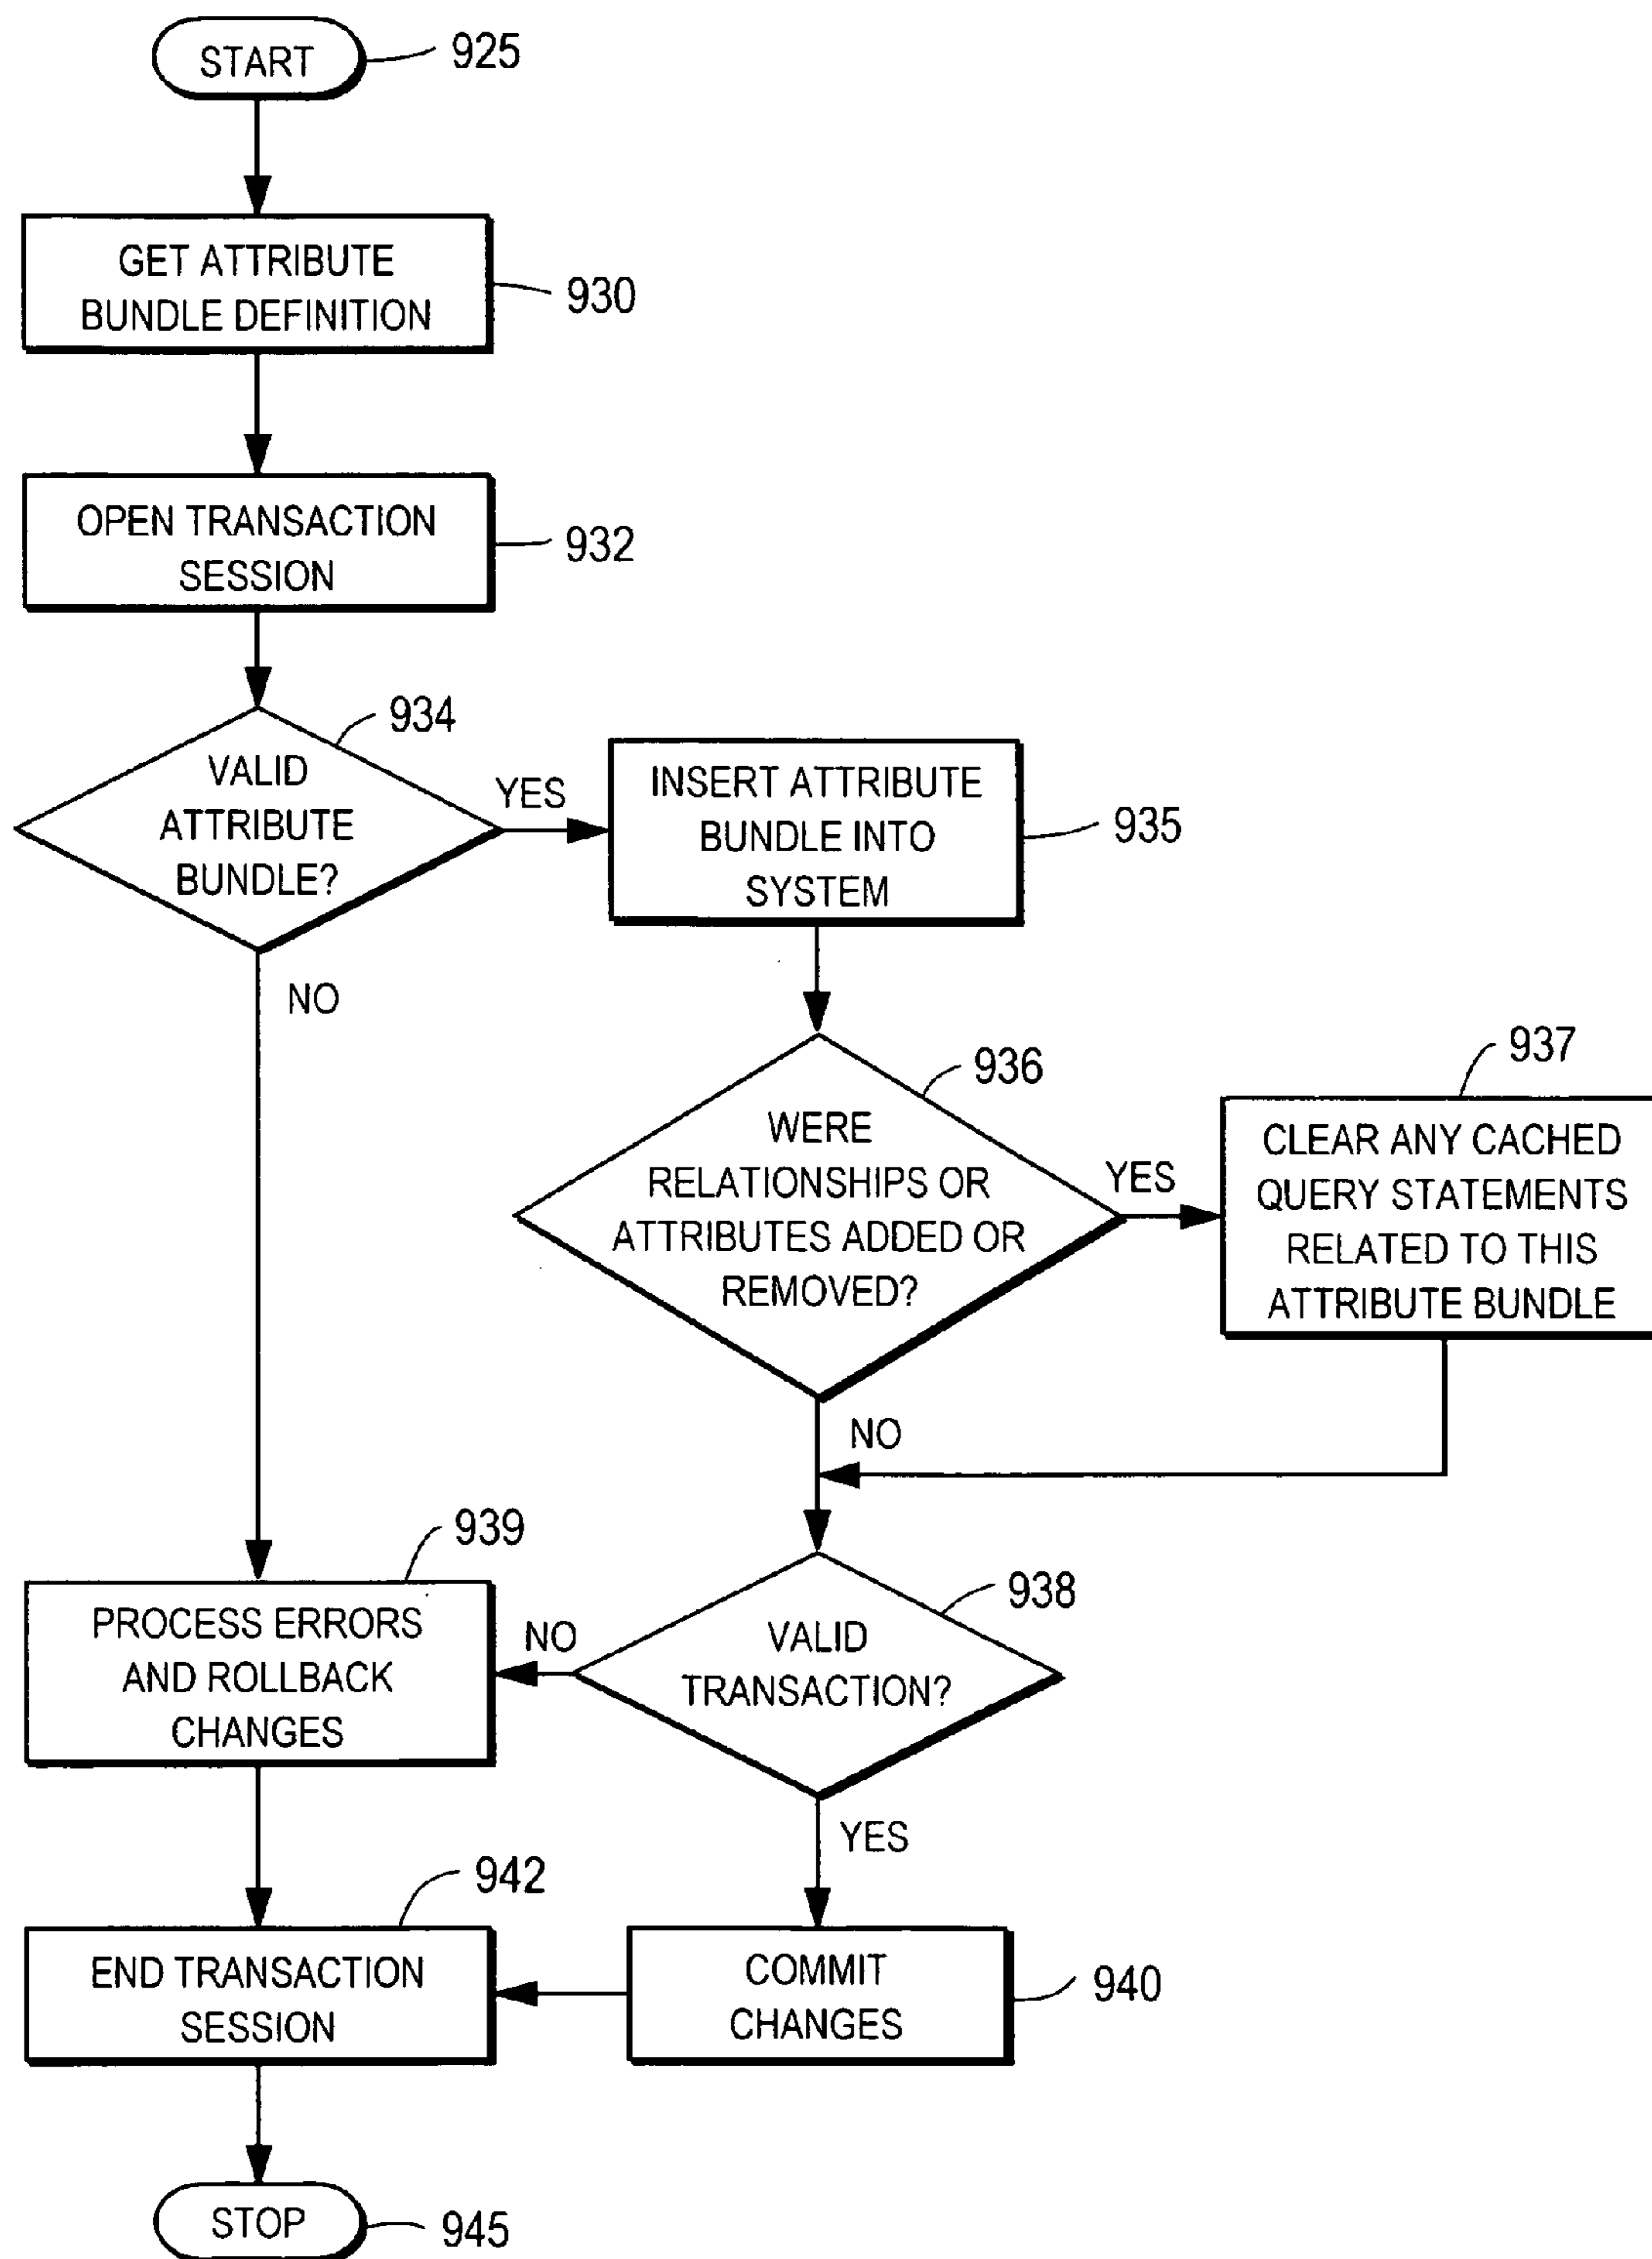 START
925
GET ATTRIBUTE
BUNDLE DEFINITION
930
OPEN TRANSACTION
SESSION
932
934
VALID
ATTRIBUTE
BUNDLE?
YES
INSERT ATTRIBUTE
BUNDLE INTO
SYSTEM
935
NO
936
WERE
RELATIONSHIPS OR
ATTRIBUTES ADDED OR
REMOVED?
YES
937
CLEAR ANY CACHED
QUERY STATEMENTS
RELATED TO THIS
ATTRIBUTE BUNDLE
NO
939
PROCESS ERRORS
AND ROLLBACK
CHANGES
NO
938
VALID
TRANSACTION?
YES
942
END TRANSACTION
SESSION
COMMIT
CHANGES
940
STOP
945